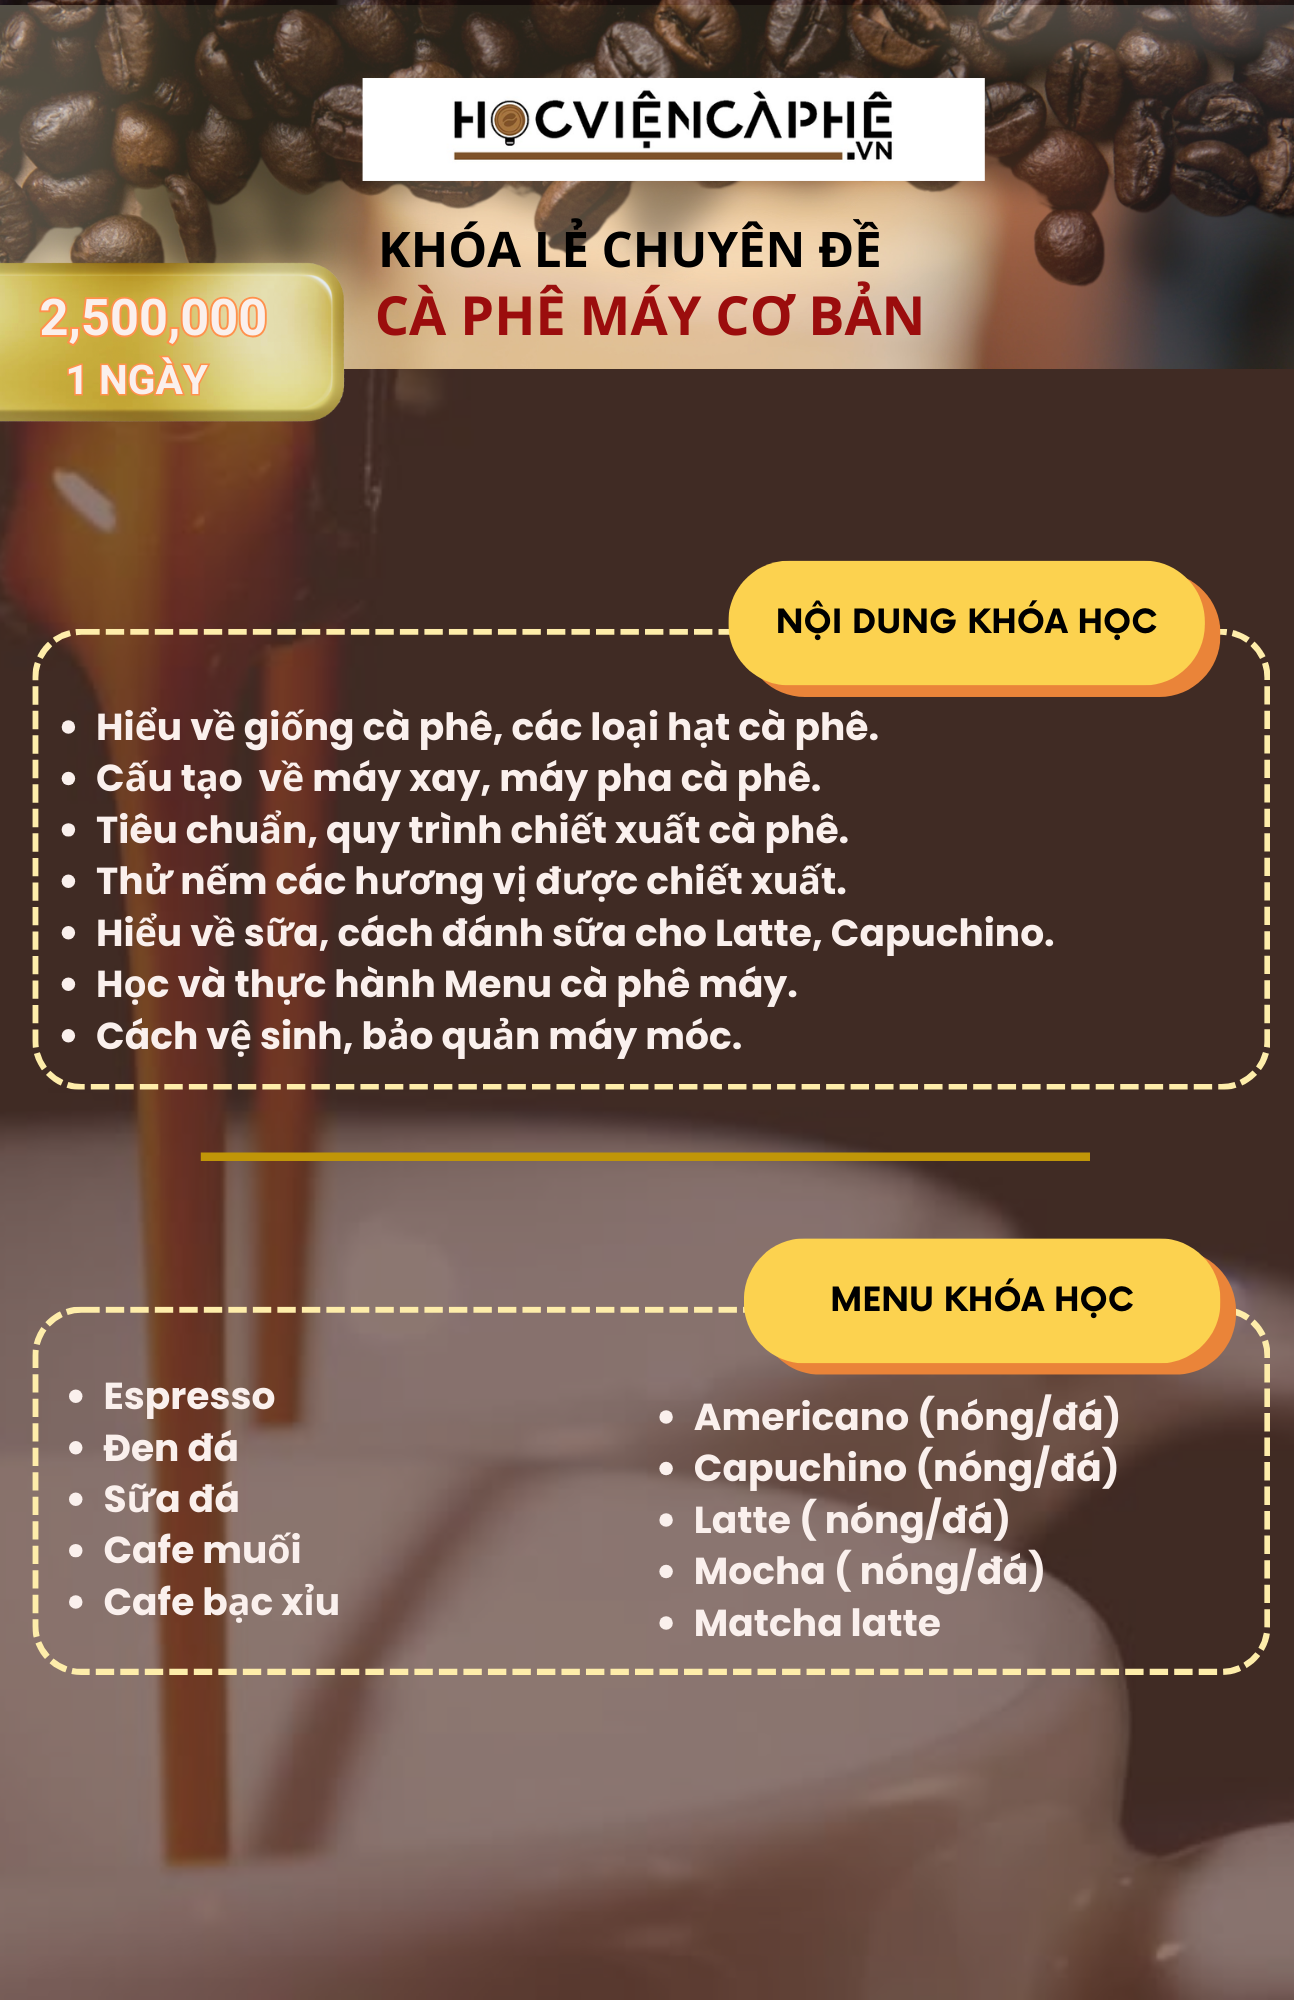 HỌCVIỆNCÀPHÊ
.VN
KHÓA LẺ CHUYÊN ĐỀ
CÀ PHÊ MÁY CƠ BẢN
2,500,000
1 NGÀY
NỘI DUNG KHÓA HỌC
• Hiểu về giống cà phê, các loại hạt cà phê.
• Cấu tạo  về máy xay, máy pha cà phê.
• Tiêu chuẩn, quy trình chiết xuất cà phê.
• Thử nếm các hương vị được chiết xuất.
• Hiểu về sữa, cách đánh sữa cho Latte, Capuchino.
• Học và thực hành Menu cà phê máy.
• Cách vệ sinh, bảo quản máy móc.
MENU KHÓA HỌC
• Espresso
• Đen đá
• Sữa đá
• Cafe muối
• Cafe bạc xỉu
• Americano (nóng/đá)
• Capuchino (nóng/đá)
• Latte ( nóng/đá)
• Mocha ( nóng/đá)
• Matcha latte